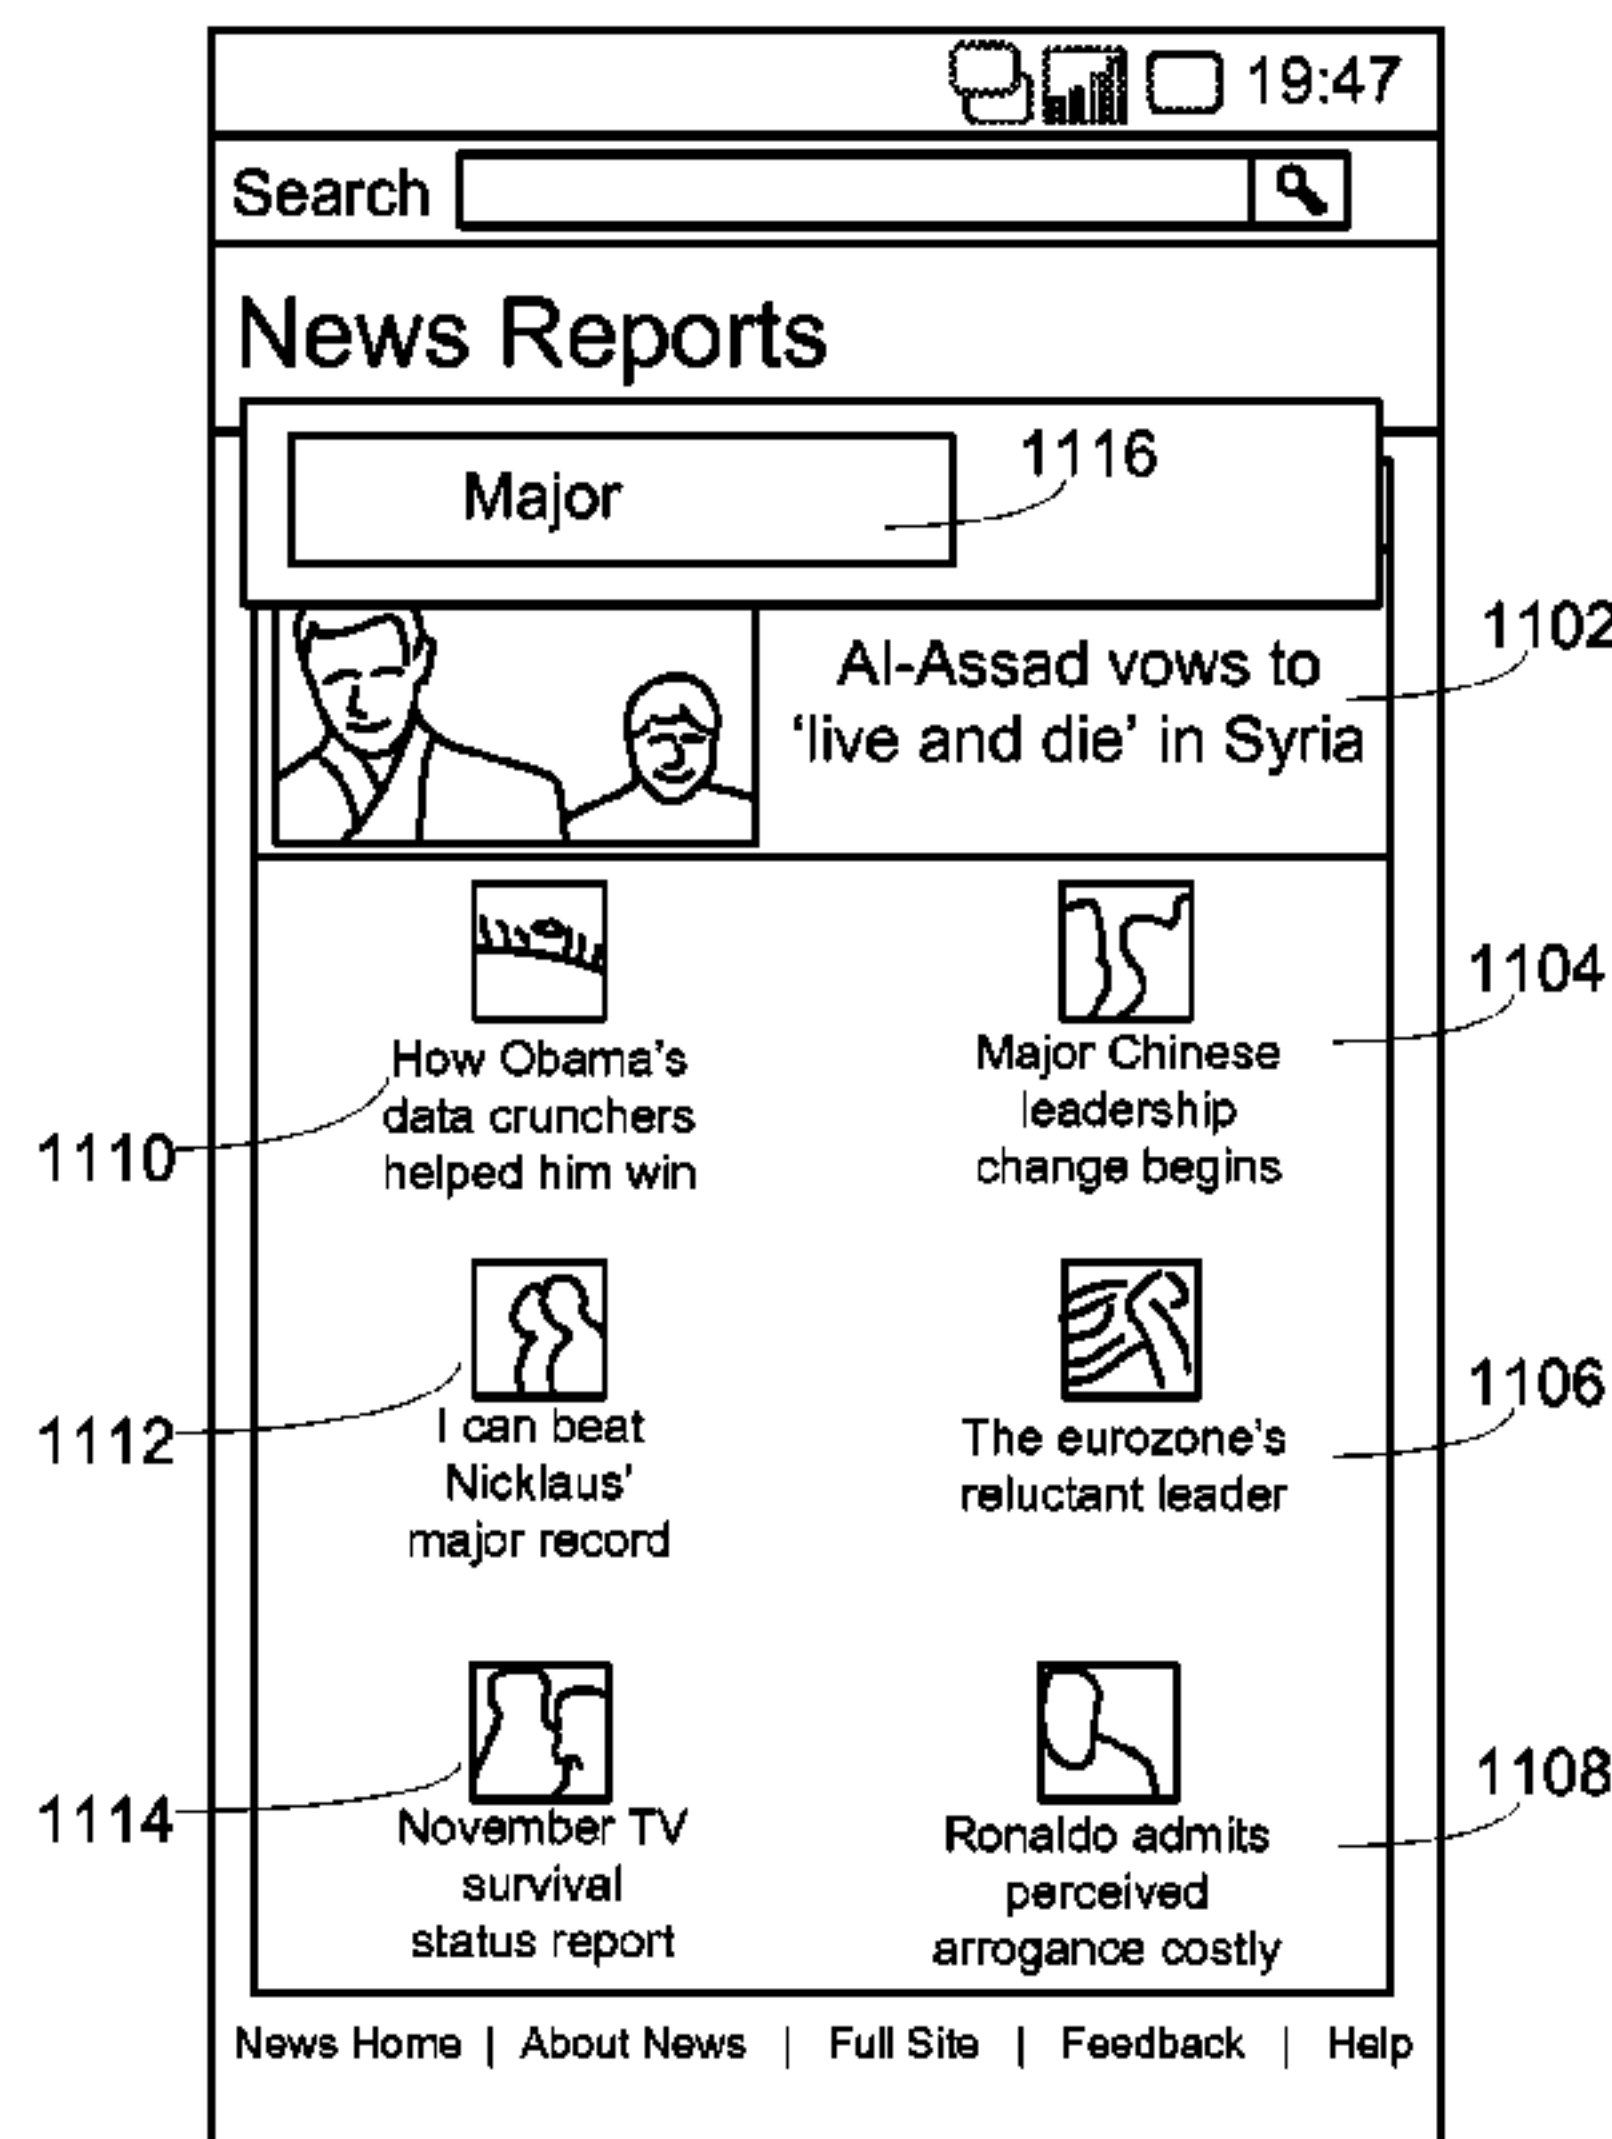 19:47
Search
News Reports
Major
1116
1102
Al-Assad vows to
‘live and die’ in Syria
1104
How Obama’s
data crunchers
helped him win
1110
Major Chinese
leadership
change begins
1106
1112
I can beat
Nicklaus’
major record
The eurozone’s
reluctant leader
1108
1114
November TV
survival
status report
Ronaldo admits
perceived
arrogance costly
News Home | About News | Full Site | Feedback | Help